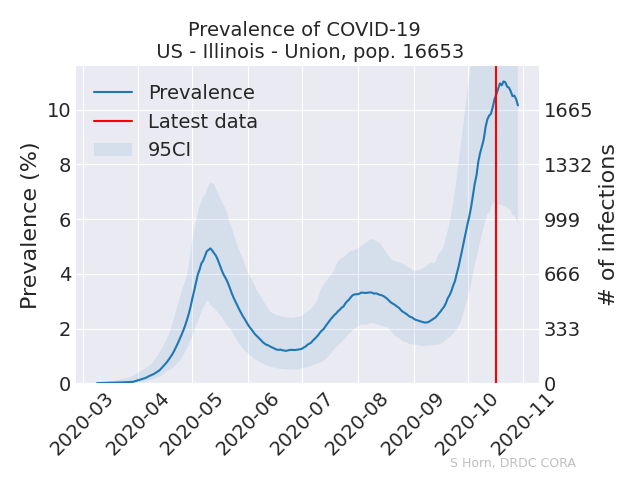 Prevalence of COVID-19
US - Illinois - Union, pop. 16653
Prevalence
Latest data
95CI
Prevalence (%)
10
8
6
4
2
0
1665
1332
999
666
333
0
# of infections
2020-03
2020-04
2020-05
2020-06
2020-07
2020-08
2020-09
2020-10
2020-11
S Horn, DRDC CORA